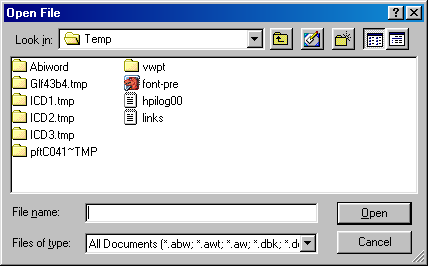 Open File
Look in: Temp
Abiword
Glf43b4.tmp
ICD1.tmp
ICD2.tmp
ICD3.tmp
pftC041~TMP
vwpt
font-pre
hpilog00
links
File name:
Open
Files of type: All Documents (*.abw; *.awt; *.aw; *.dbk; *.d
Cancel